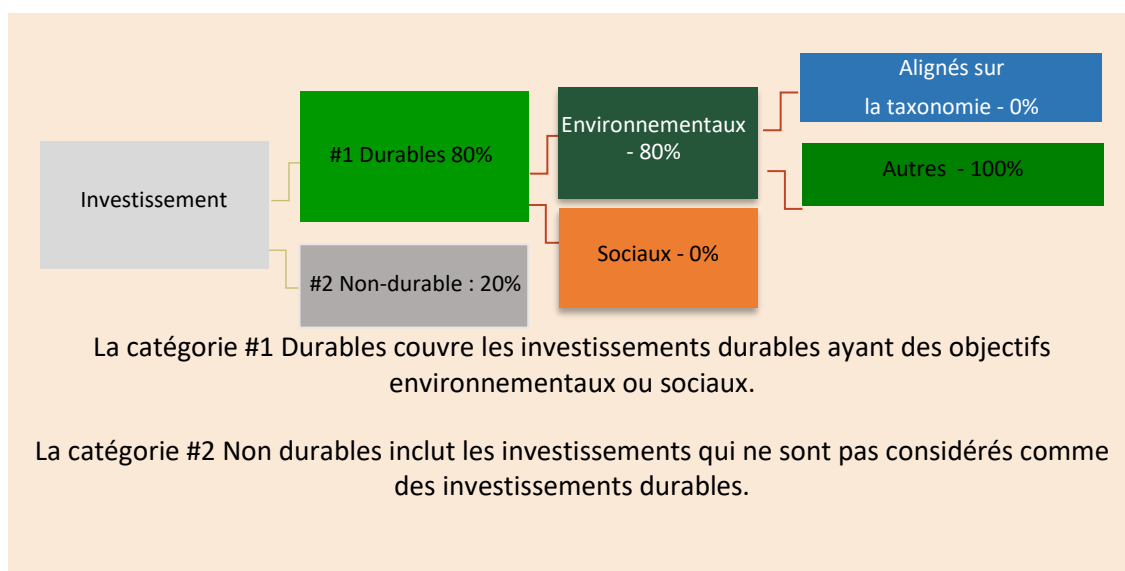 Investissement
#1 Durables 80%
#2 Non-durable : 20%
Environnementaux
- 80%
Sociaux - 0%
Alignés sur
la taxonomie - 0%
Autres - 100%
La catégorie #1 Durables couvre les investissements durables ayant des objectifs
environnementaux ou sociaux.
La catégorie #2 Non durables inclut les investissements qui ne sont pas considérés comme
des investissements durables.